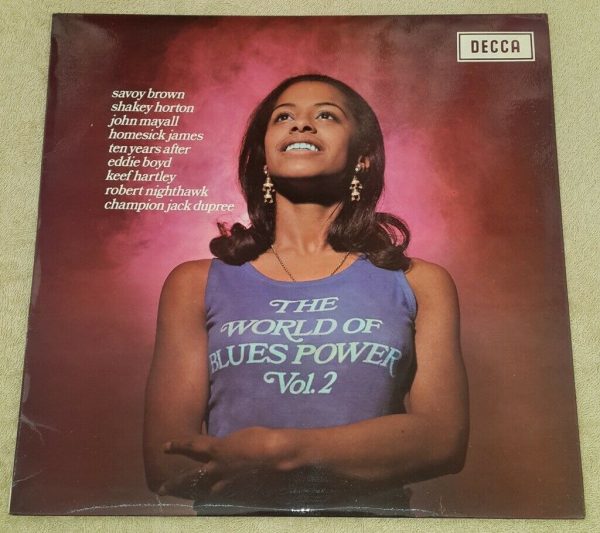 DECCA
savoy brown
shakey horton
john mayall
homesick james
ten years after
eddie boyd
keef hartley
robert nighthawk
champion jack dupree
THE
WORLD OF
BLUES POWER
Vol. 2